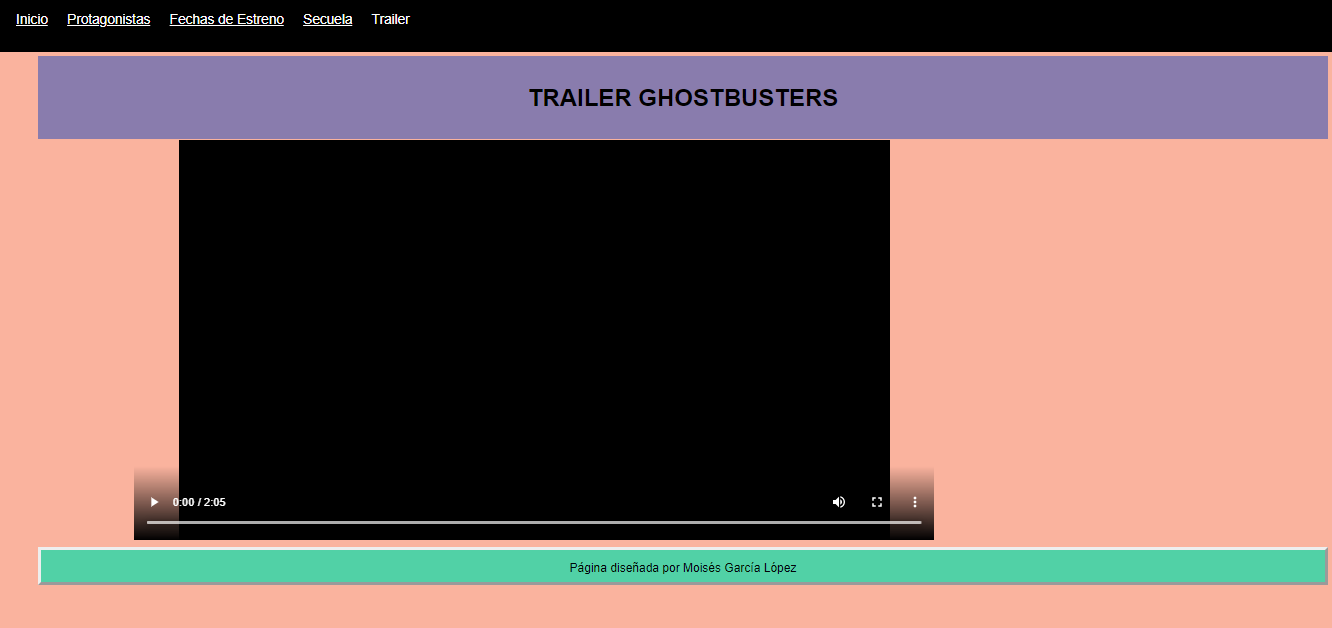 Inicio Protagonistas Fechas de Estreno Secuela Trailer
TRAILER GHOSTBUSTERS
0:00 / 2:05
Página diseñada por Moisés García López